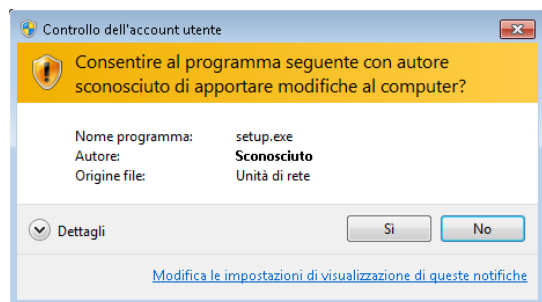 Controllo dell'account utente
Consentire al programma seguente con autore
sconosciuto di apportare modifiche al computer?
Nome programma: setup.exe
Autore: Sconosciuto
Origine file: Unità di rete
Dettagli Sì No
Modifica le impostazioni di visualizzazione di queste notifiche